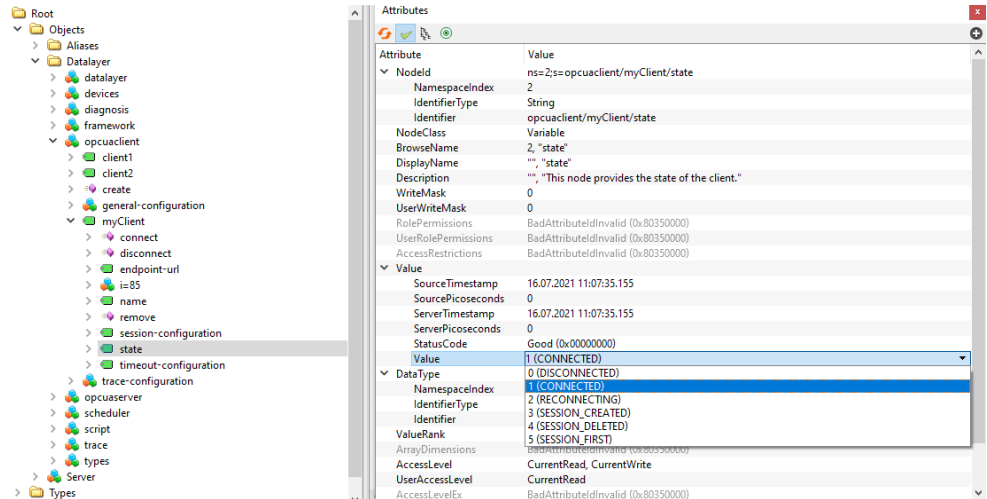 Root
Objects
Aliases
Datalayer
datalayer
devices
diagnosis
framework
opcuaclient
client1
client2
create
general-configuration
myClient
connect
disconnect
endpoint-url
i=85
name
remove
session-configuration
state
timeout-configuration
trace-configuration
opcuaserver
scheduler
script
trace
types
Server
Types
Attributes
Attribute Value
NodeId ns=2;s=opcuaclient/myClient/state
NamespaceIndex 2
IdentifierType String
Identifier opcuaclient/myClient/state
NodeClass Variable
BrowseName 2, "state"
DisplayName "", "state"
Description "", "This node provides the state of the client."
WriteMask 0
UserWriteMask 0
RolePermissions BadAttributeIdInvalid (0x80350000)
UserRolePermissions BadAttributeIdInvalid (0x80350000)
AccessRestrictions BadAttributeIdInvalid (0x80350000)
Value
SourceTimestamp 16.07.2021 11:07:35.155
SourcePicoseconds 0
ServerTimestamp 16.07.2021 11:07:35.155
ServerPicoseconds 0
StatusCode Good (0x00000000)
Value 1 (CONNECTED)
DataType 0 (DISCONNECTED)
1 (CONNECTED)
NamespaceIndex
IdentifierType 2 (RECONNECTING)
3 (SESSION_CREATED)
Identifier 4 (SESSION_DELETED)
ValueRank 5 (SESSION_FIRST)
ArrayDimensions BadAttributeIdInvalid (0x80350000)
AccessLevel CurrentRead, CurrentWrite
UserAccessLevel CurrentRead
AccessLevelEx BadAttributeIdInvalid (0x80350000)